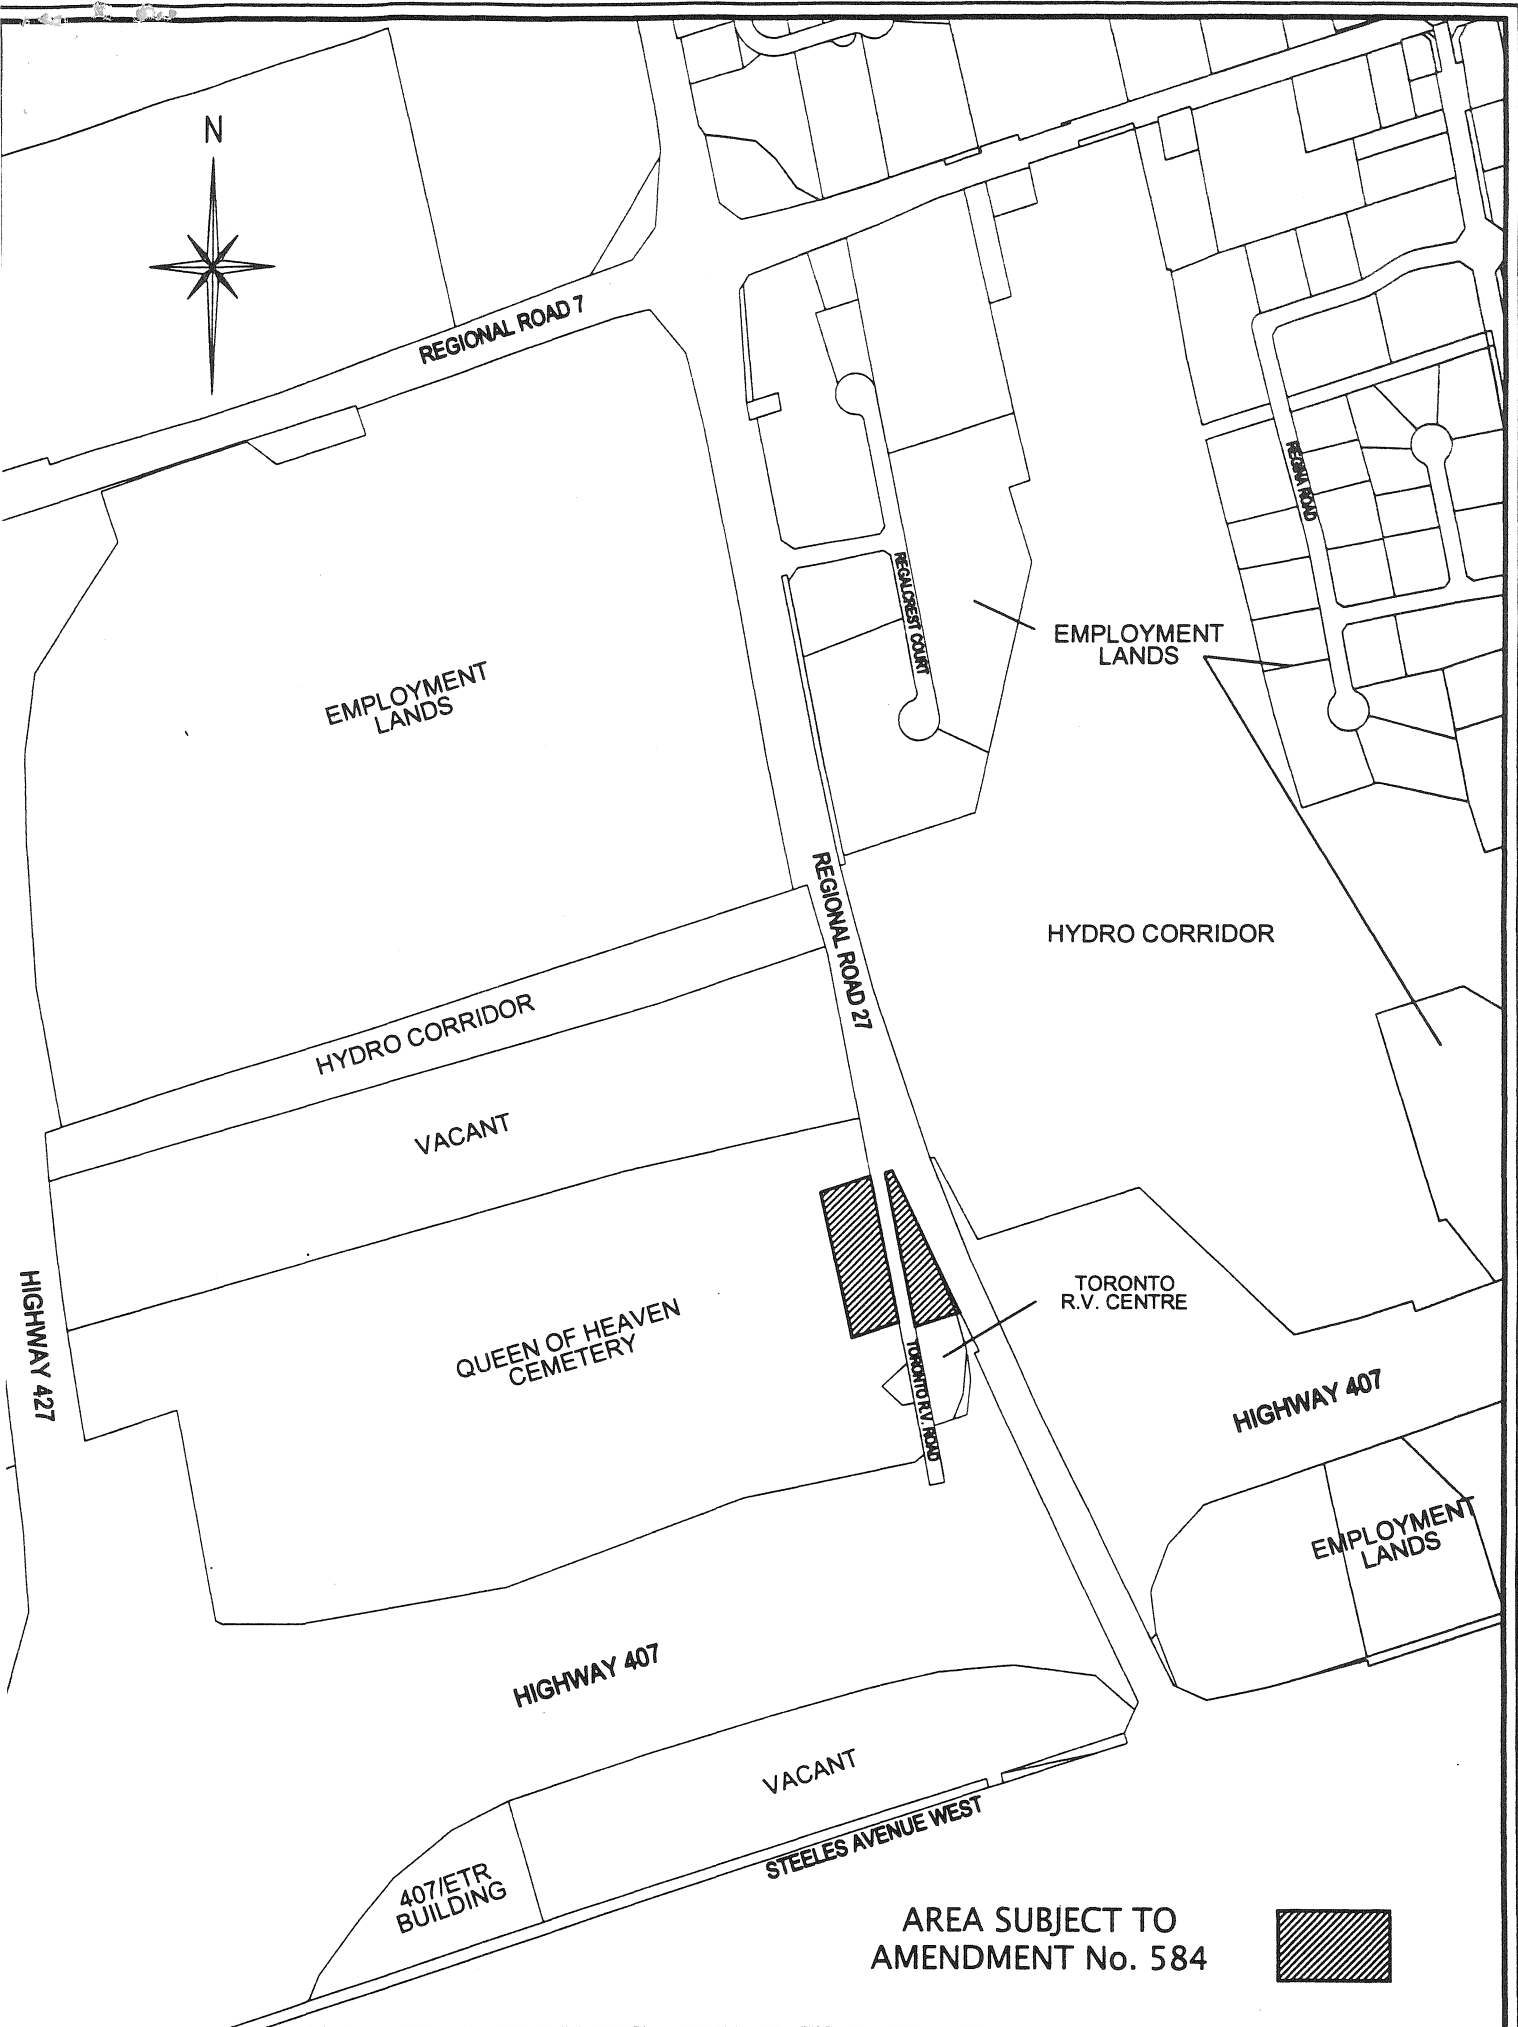 N
REGIONAL ROAD 7
REGINA ROAD
REGALCREST COURT
EMPLOYMENT
LANDS
EMPLOYMENT
LANDS
REGIONAL ROAD 27
HYDRO CORRIDOR
HYDRO CORRIDOR
VACANT
HIGHWAY 427
QUEEN OF HEAVEN
CEMETERY
TORONTO
R.V. CENTRE
TORONTO R.V. ROAD
HIGHWAY 407
EMPLOYMENT
LANDS
HIGHWAY 407
VACANT
STEELES AVENUE WEST
407/ETR
BUILDING
AREA SUBJECT TO
AMENDMENT No. 584